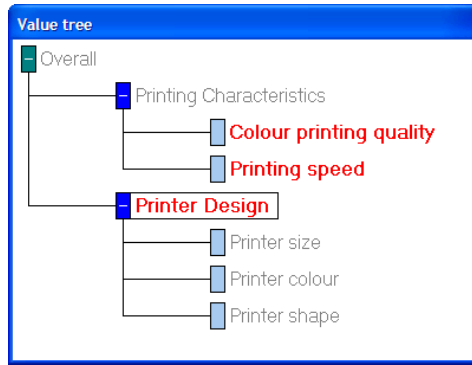 Value tree
Overall
Printing Characteristics
Colour printing quality
Printing speed
Printer Design
Printer size
Printer colour
Printer shape